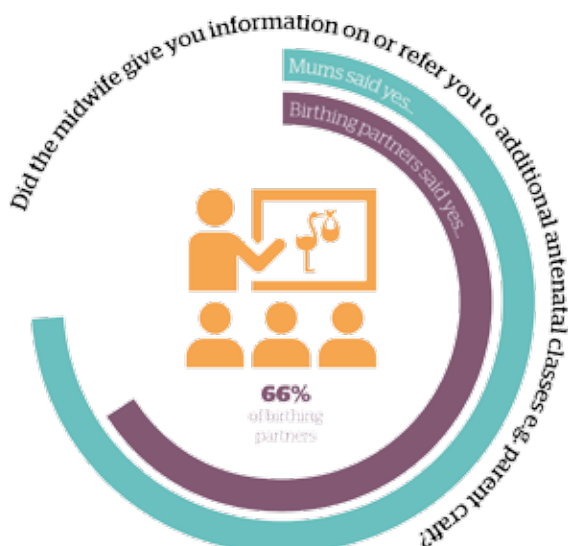 Did the midwife give you information on or refer you to additional antenatal classes e.g. parent craft?
Mums said yes...
Birthing partners said yes...
66%
of birthing
partners